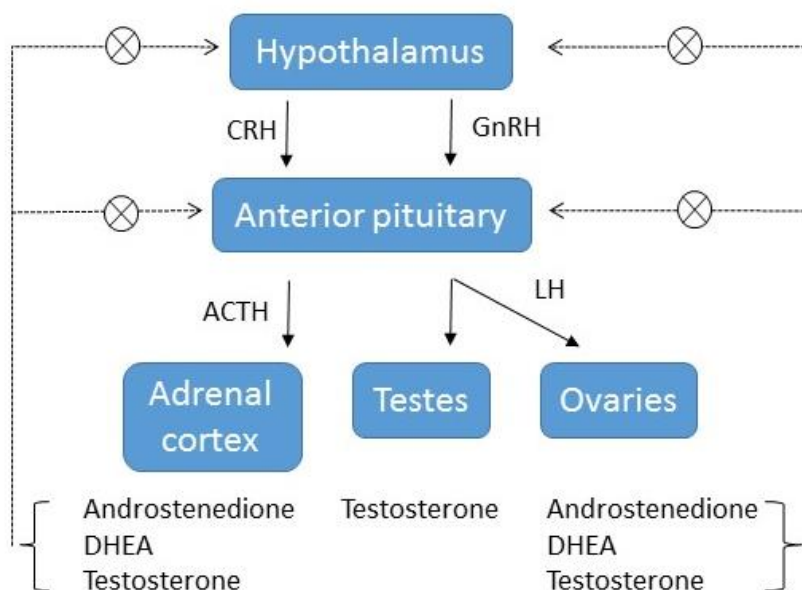 Hypothalamus
CRH
GnRH
Anterior pituitary
ACTH
LH
Adrenal
cortex
Testes
Ovaries
Androstenedione
DHEA
Testosterone
Testosterone
Androstenedione
DHEA
Testosterone